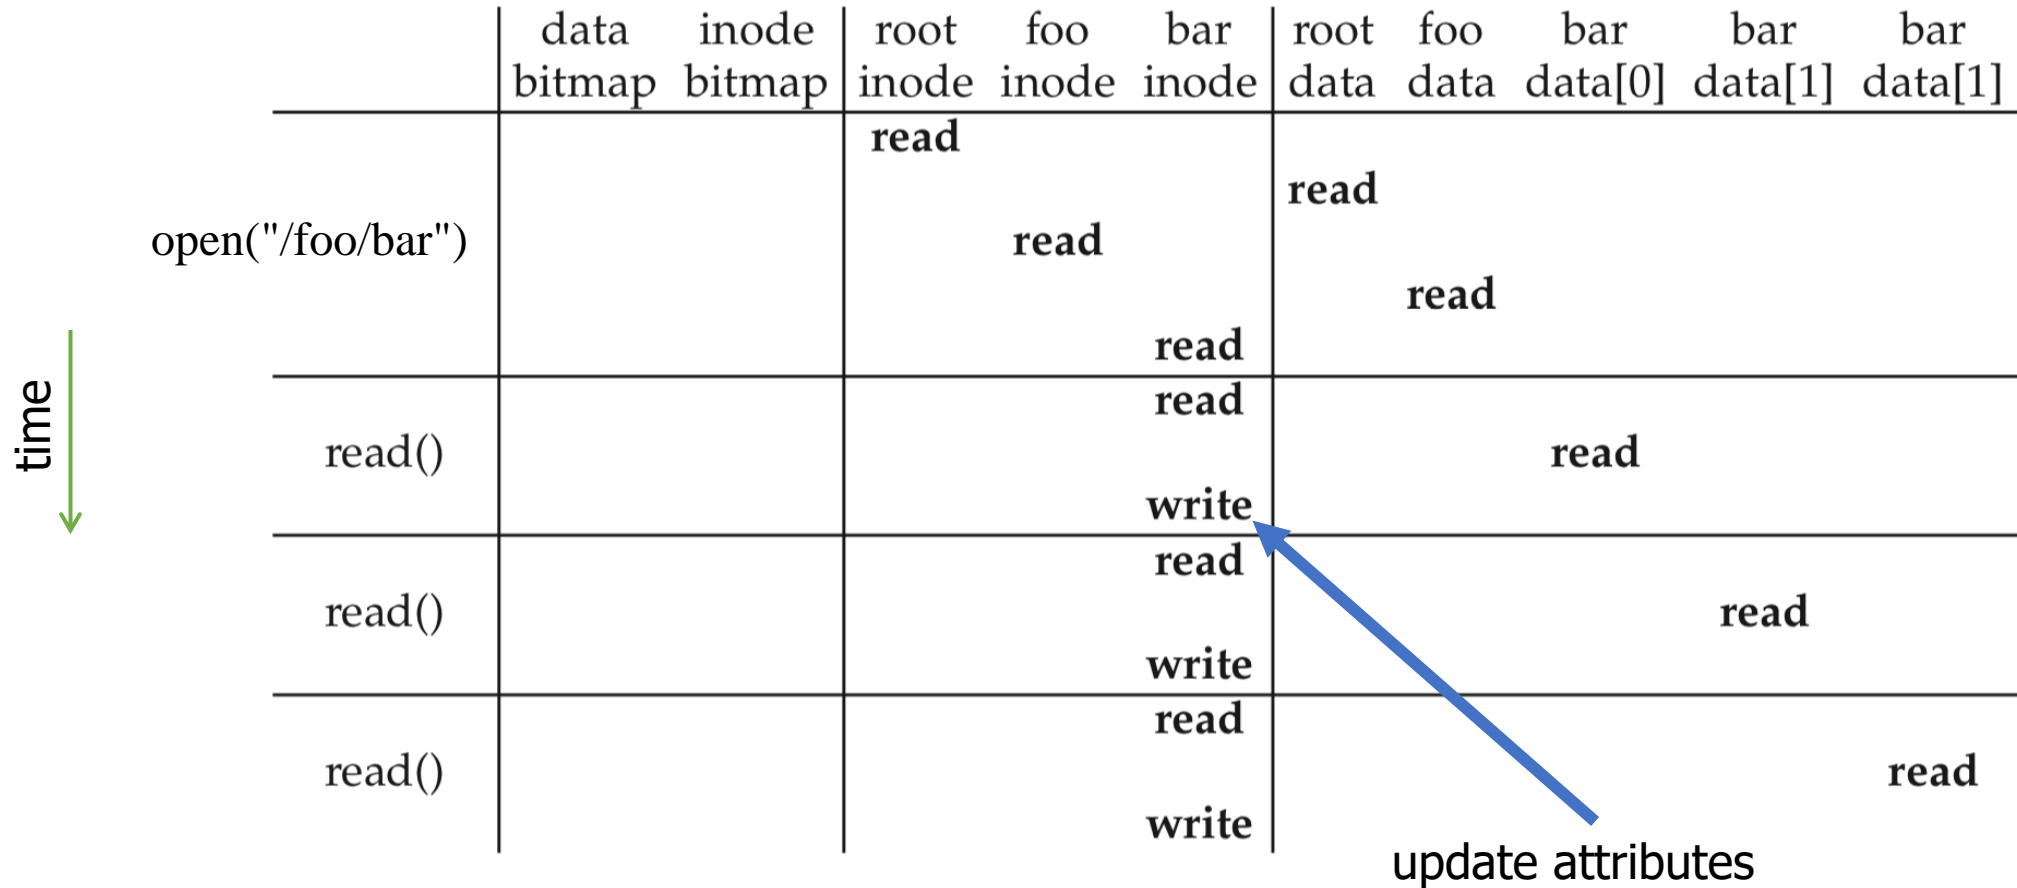 data inode root foo bar root foo bar bar bar
bitmap bitmap inode inode inode data data data[0] data[1] data[1]
read
read
open("/foo/bar") read
read
read
read
read() read
write
read
read() read
write
read
read() read
write
time
update attributes